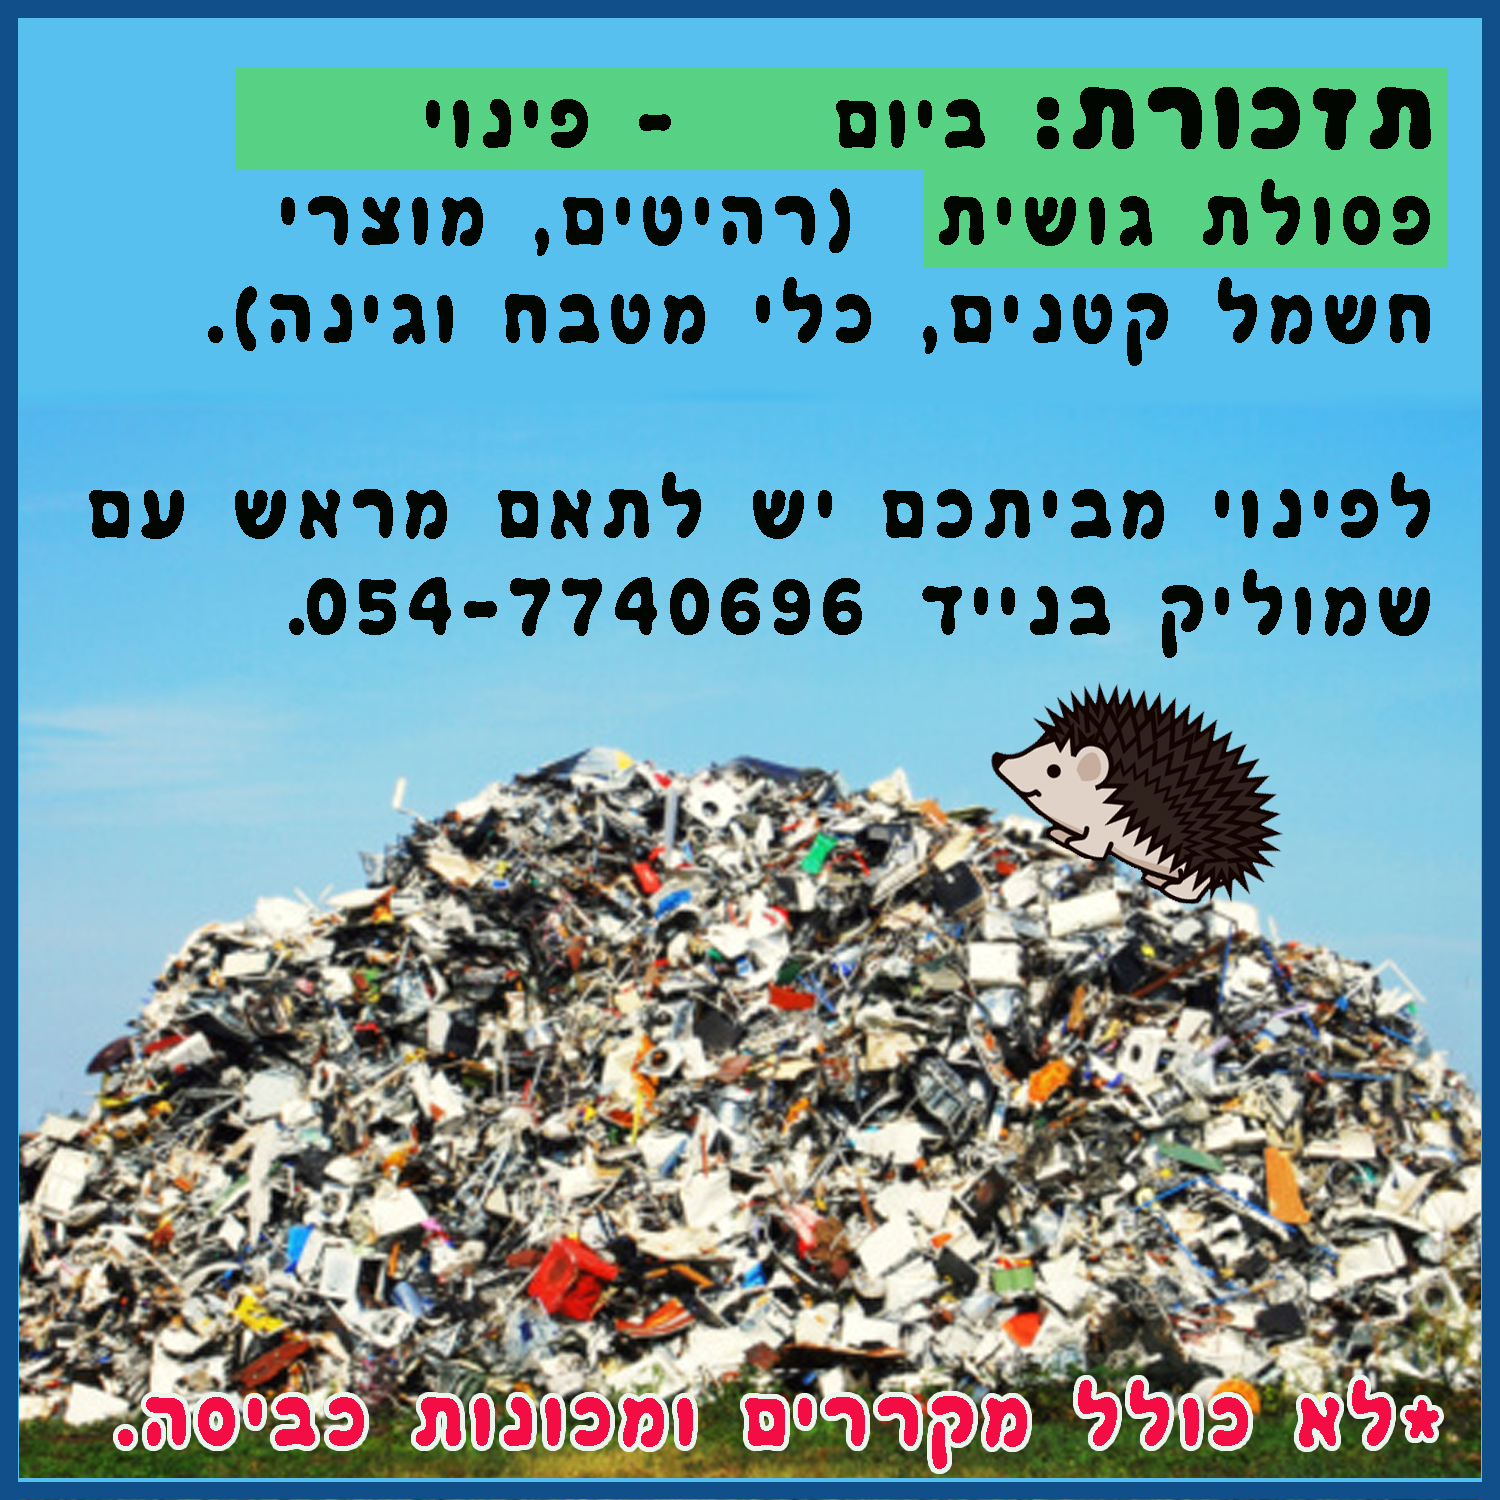 תזכורת: ביום - פינוי
פסולת גושית (רהיטים, מוצרי
חשמל קטנים, כלי מטבח וגינה).
לפינוי מביתכם יש לתאם מראש עם
שמוליק בנייד 054-7740696.
*לא כולל מקררים ומכונות כביסה.